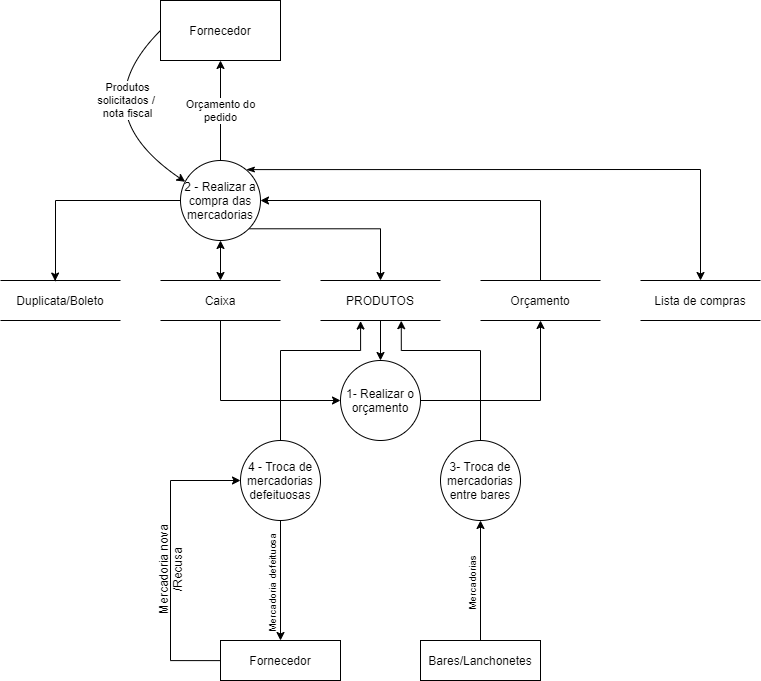 Fornecedor
Produtos
solicitados /
nota fiscal
Orçamento do
pedido
2 - Realizar a
compra das
mercadorias
Duplicata/Boleto
Caixa
PRODUTOS
Orçamento
Lista de compras
1- Realizar o
orçamento
4 - Troca de
mercadorias
defeituosas
3- Troca de
mercadorias
entre bares
Mercadoria nova
/Recusa
Mercadoria defeituosa
Mercadorias
Fornecedor
Bares/Lanchonetes